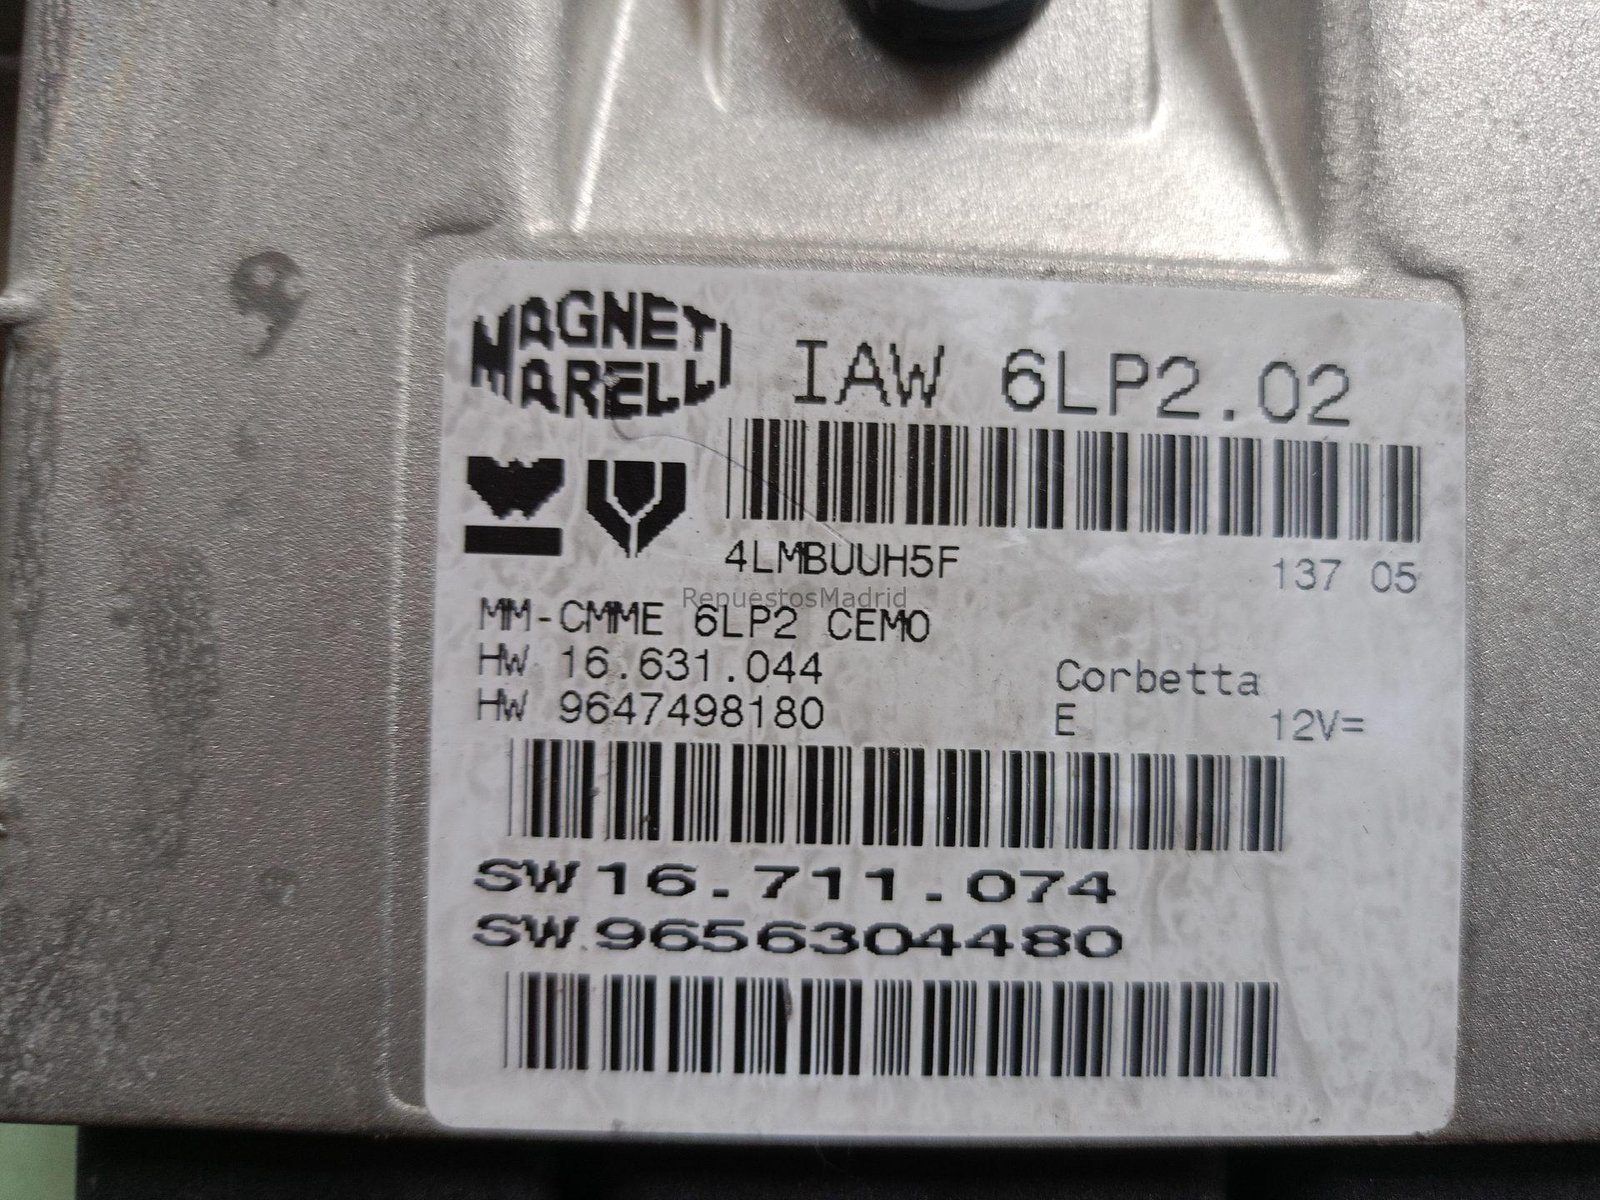 MAGNETI
MARELLI
IAW 6LP2.02
4LMBUUH5F
137 05
RepuestosMadrid
MM-CMME 6LP2 CEMO
HW 16.631.044
Corbetta
HW 9647498180
E
12V=
SW 16.711.074
SW 9656304480